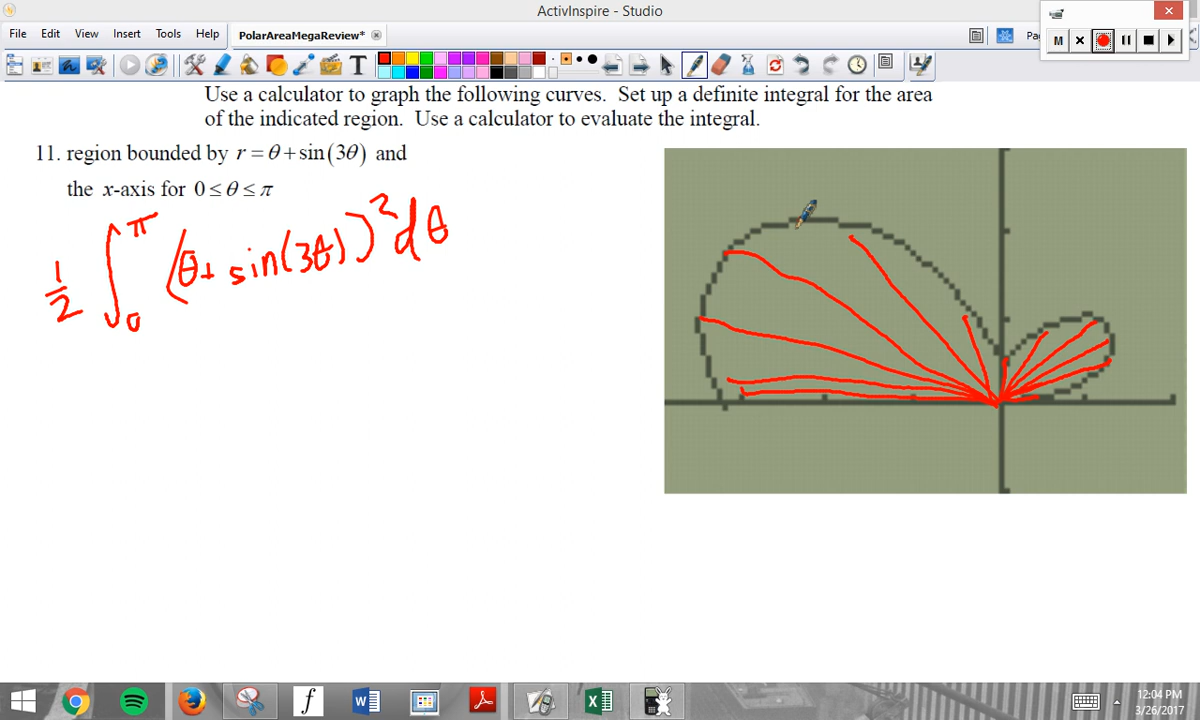 ActivInspire - Studio
File Edit View Insert Tools Help PolarAreaMegaReview*
M
T
Use a calculator to graph the following curves. Set up a definite integral for the area
of the indicated region. Use a calculator to evaluate the integral.
11. region bounded by r = θ + sin(3θ) and
the x-axis for 0 ≤ θ ≤ π
1/2 ∫₀^π (θ + sin(3θ))² dθ
12:04 PM
3/26/2017